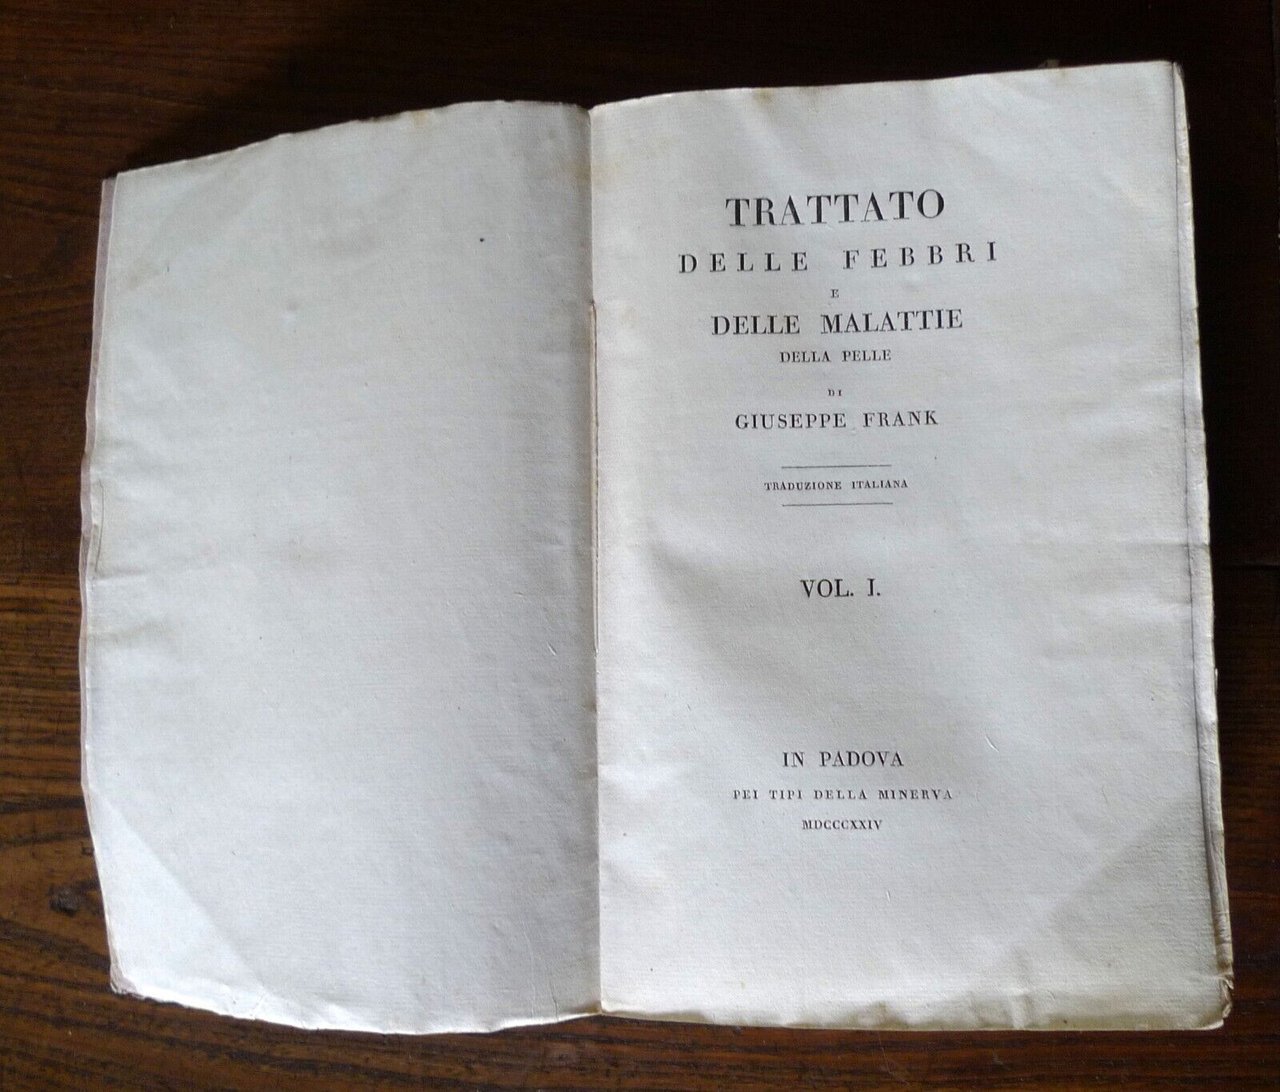 TRATTATO
DELLE FEBBRI
E
DELLE MALATTIE
DELLA PELLE
DI
GIUSEPPE FRANK
TRADUZIONE ITALIANA
VOL. I.
IN PADOVA
PEI TIPI DELLA MINERVA
MDCCCXXIV